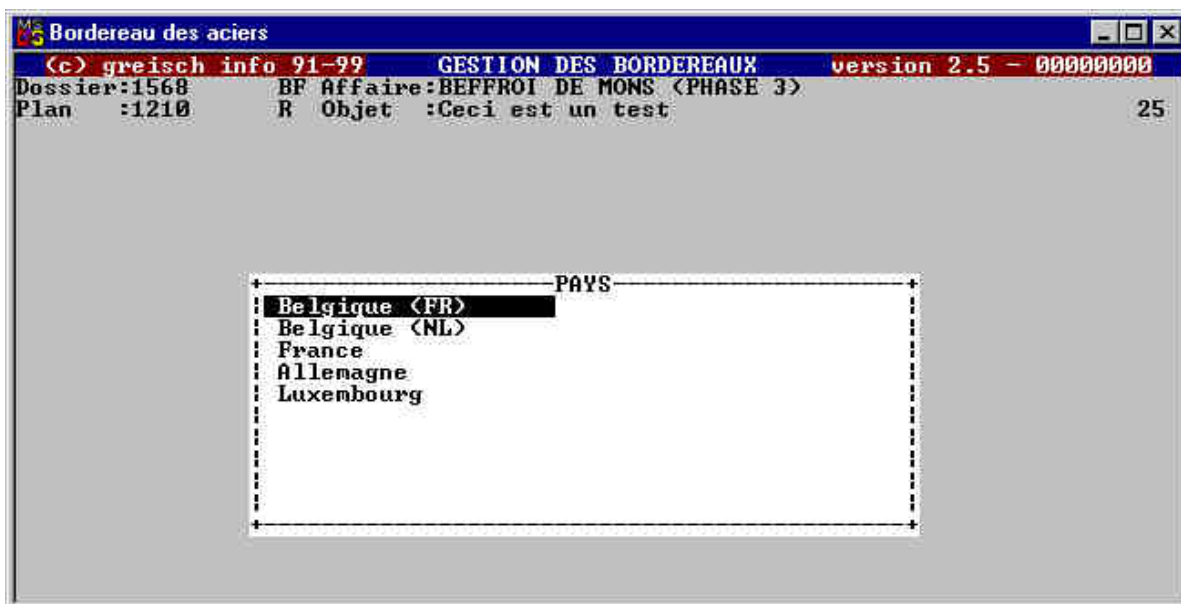 Bordereau des aciers
(c) greisch info 91-99 GESTION DES BORDEREAUX version 2.5 - 00000000
Dossier:1568 BF Affaire:BEFFROI DE MONS (PHASE 3)
Plan :1210 R Objet :Ceci est un test 25
PAYS
Belgique (FR)
Belgique (NL)
France
Allemagne
Luxembourg